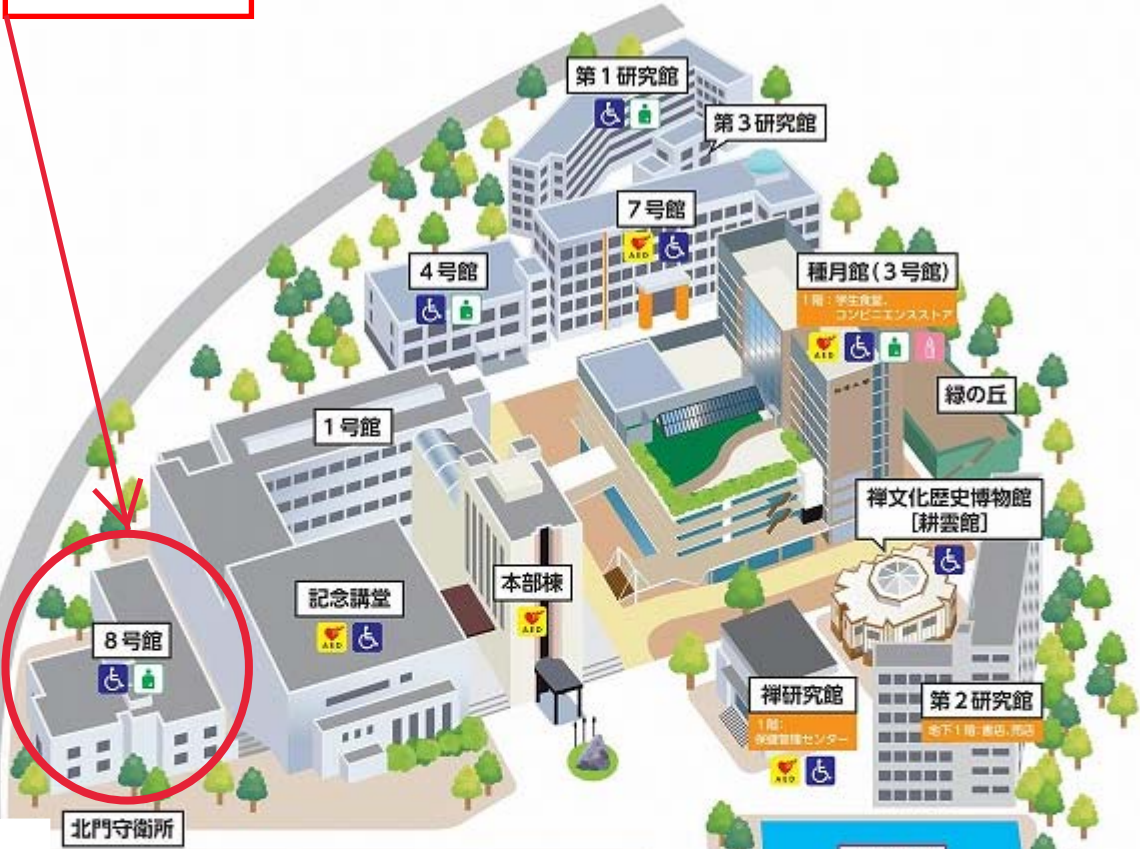 第1研究館
第3研究館
7号館
AED
4号館
種月館(3号館)
1階:学生食堂、
コンビニエンスストア
AED
緑の丘
1号館
禅文化歴史博物館
[耕雲館]
本部棟
AED
記念講堂
AED
8号館
禅研究館
1階:
保健管理センター
AED
第2研究館
地下1階:書店、売店
北門守衛所